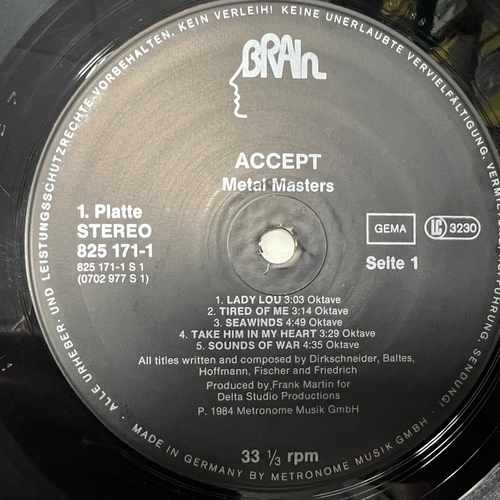 BRAIN
ACCEPT
Metal Masters
1. Platte
STEREO
825 171-1
825 171-1 S 1
(0702 977 S 1)
GEMA
LC 3230
Seite 1
1. LADY LOU 3:03 Oktave
2. TIRED OF ME 3:14 Oktave
3. SEAWINDS 4:49 Oktave
4. TAKE HIM IN MY HEART 3:29 Oktave
5. SOUNDS OF WAR 4:35 Oktave
All titles written and composed by Dirkschneider, Baltes,
Hoffmann, Fischer and Friedrich
Produced by Frank Martin for
Delta Studio Productions
P. 1984 Metronome Musik GmbH
33 1/3 rpm
ALLE URHEBER- UND LEISTUNGSSCHUTZRECHTE VORBEHALTEN. KEIN VERLEIH! KEINE UNERLAUBTE VERVIELFÄLTIGUNG, SENDUNG!
MADE IN GERMANY BY METRONOME MUSIK GMBH